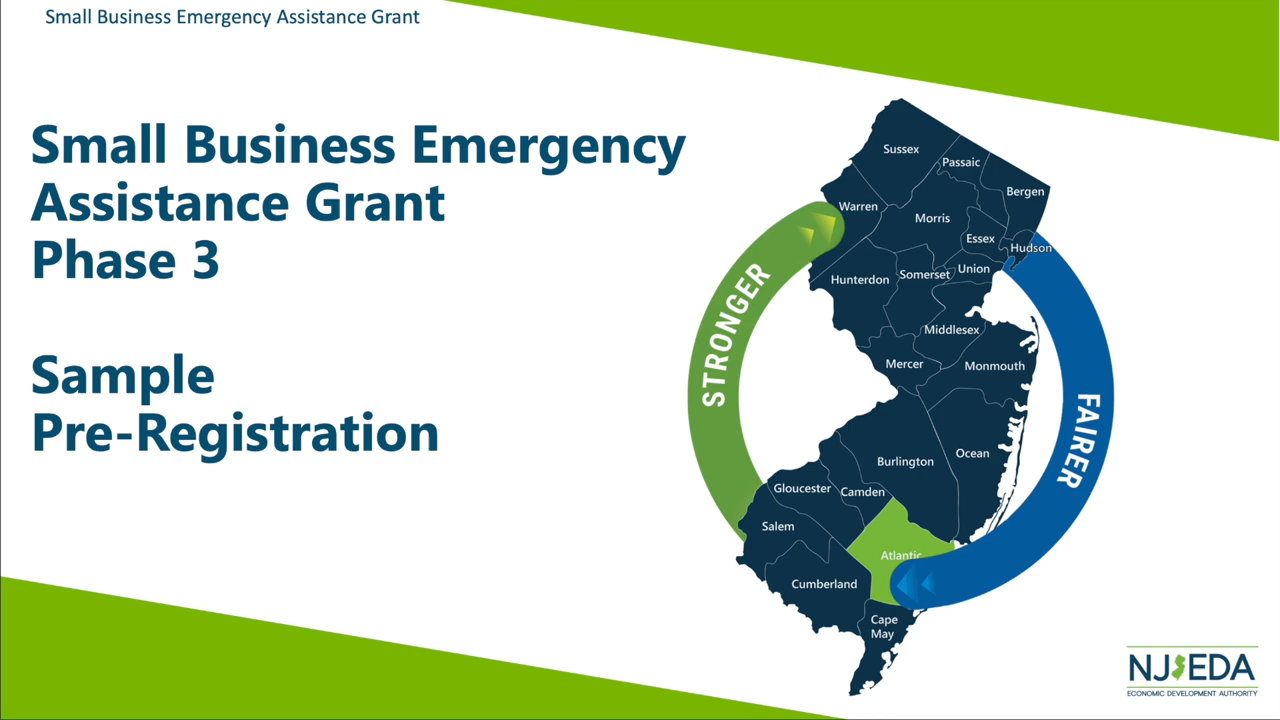 Small Business Emergency Assistance Grant
Small Business Emergency
Assistance Grant
Phase 3
Sample
Pre-Registration
STRONGER
FAIRER
Sussex
Passaic
Bergen
Warren
Morris
Essex
Hudson
Hunterdon
Somerset
Union
Middlesex
Mercer
Monmouth
Ocean
Burlington
Gloucester
Camden
Salem
Atlantic
Cumberland
Cape
May
NJEDA
ECONOMIC DEVELOPMENT AUTHORITY